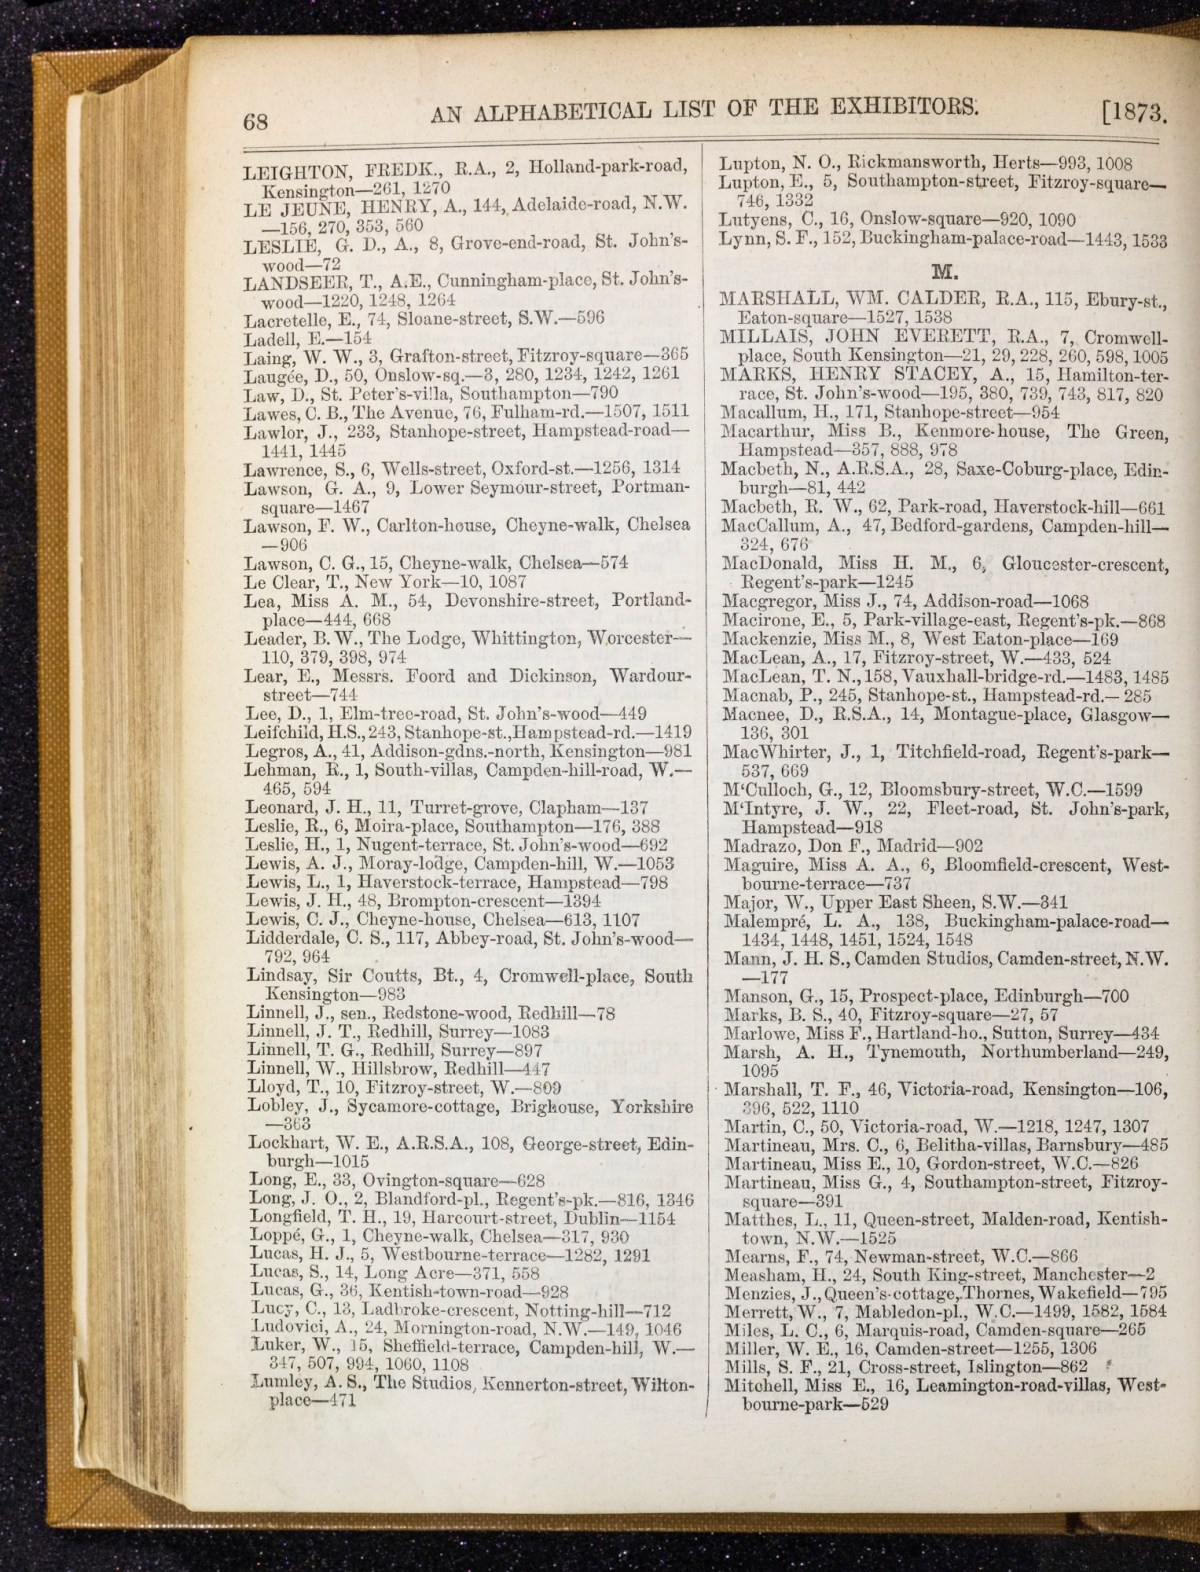 68
AN ALPHABETICAL LIST OF THE EXHIBITORS.
[1873.
LEIGHTON, FREDK., R.A., 2, Holland-park-road,
Kensington—261, 1270
LE JEUNE, HENRY, A., 144, Adelaide-road, N.W.
—156, 270, 353, 560
LESLIE, G. D., A., 8, Grove-end-road, St. John's-
wood—72
LANDSEER, T., A.E., Cunningham-place, St. John's-
wood—1220, 1248, 1264
Lacretelle, E., 74, Sloane-street, S.W.—596
Ladell, E.—154
Laing, W. W., 3, Grafton-street, Fitzroy-square—365
Laugée, D., 50, Onslow-sq.—3, 280, 1234, 1242, 1261
Law, D., St. Peter's-villa, Southampton—790
Lawes, C. B., The Avenue, 76, Fulham-rd.—1507, 1511
Lawlor, J., 233, Stanhope-street, Hampstead-road—
1441, 1445
Lawrence, S., 6, Wells-street, Oxford-st.—1256, 1314
Lawson, G. A., 9, Lower Seymour-street, Portman-
square—1467
Lawson, F. W., Carlton-house, Cheyne-walk, Chelsea
—906
Lawson, C. G., 15, Cheyne-walk, Chelsea—574
Le Clear, T., New York—10, 1087
Lea, Miss A. M., 54, Devonshire-street, Portland-
place—444, 668
Leader, B. W., The Lodge, Whittington, Worcester—
110, 379, 398, 974
Lear, E., Messrs. Foord and Dickinson, Wardour-
street—744
Lee, D., 1, Elm-tree-road, St. John's-wood—449
Leifchild, H.S., 243, Stanhope-st., Hampstead-rd.—1419
Legros, A., 41, Addison-gdns.-north, Kensington—981
Lehman, R., 1, South-villas, Campden-hill-road, W.—
465, 594
Leonard, J. H., 11, Turret-grove, Clapham—137
Leslie, R., 6, Moira-place, Southampton—176, 388
Leslie, H., 1, Nugent-terrace, St. John's-wood—692
Lewis, A. J., Moray-lodge, Campden-hill, W.—1053
Lewis, L., 1, Haverstock-terrace, Hampstead—798
Lewis, J. H., 48, Brompton-crescent—1394
Lewis, C. J., Cheyne-house, Chelsea—613, 1107
Lidderdale, C. S., 117, Abbey-road, St. John's-wood—
792, 964
Lindsay, Sir Coutts, Bt., 4, Cromwell-place, South
Kensington—983
Linnell, J., sen., Redstone-wood, Redhill—78
Linnell, J. T., Redhill, Surrey—1083
Linnell, T. G., Redhill, Surrey—897
Linnell, W., Hillsbrow, Redhill—447
Lloyd, T., 10, Fitzroy-street, W.—809
Lobley, J., Sycamore-cottage, Brighouse, Yorkshire
—363
Lockhart, W. E., A.R.S.A., 108, George-street, Edin-
burgh—1015
Long, E., 33, Ovington-square—628
Long, J. O., 2, Blandford-pl., Regent's-pk.—816, 1346
Longfield, T. H., 19, Harcourt-street, Dublin—1154
Loppé, G., 1, Cheyne-walk, Chelsea—317, 930
Lucas, H. J., 5, Westbourne-terrace—1282, 1291
Lucas, S., 14, Long Acre—371, 558
Lucas, G., 36, Kentish-town-road—928
Lucy, C., 13, Ladbroke-crescent, Notting-hill—712
Ludovici, A., 24, Mornington-road, N.W.—149, 1046
Luker, W., 15, Sheffield-terrace, Campden-hill, W.—
347, 507, 994, 1060, 1108
Lumley, A. S., The Studios, Kennerton-street, Wilton-
place—471
Lupton, N. O., Rickmansworth, Herts—993, 1008
Lupton, E., 5, Southampton-street, Fitzroy-square—
746, 1332
Lutyens, C., 16, Onslow-square—920, 1090
Lynn, S. F., 152, Buckingham-palace-road—1443, 1533
M.
MARSHALL, WM. CALDER, R.A., 115, Ebury-st.,
Eaton-square—1527, 1538
MILLAIS, JOHN EVERETT, R.A., 7, Cromwell-
place, South Kensington—21, 29, 228, 260, 598, 1005
MARKS, HENRY STACEY, A., 15, Hamilton-ter-
race, St. John's-wood—195, 380, 739, 743, 817, 820
Macallum, H., 171, Stanhope-street—954
Macarthur, Miss B., Kenmore-house, The Green,
Hampstead—357, 888, 978
Macbeth, N., A.R.S.A., 28, Saxe-Coburg-place, Edin-
burgh—81, 442
Macbeth, R. W., 62, Park-road, Haverstock-hill—661
MacCallum, A., 47, Bedford-gardens, Campden-hill—
324, 676
MacDonald, Miss H. M., 6, Gloucester-crescent,
Regent's-park—1245
Macgregor, Miss J., 74, Addison-road—1068
Macirone, E., 5, Park-village-east, Regent's-pk.—868
Mackenzie, Miss M., 8, West Eaton-place—169
MacLean, A., 17, Fitzroy-street, W.—433, 524
MacLean, T. N., 158, Vauxhall-bridge-rd.—1483, 1485
Macnab, P., 245, Stanhope-st., Hampstead-rd.—285
Macnee, D., R.S.A., 14, Montague-place, Glasgow—
136, 301
MacWhirter, J., 1, Titchfield-road, Regent's-park—
537, 669
M‘Culloch, G., 12, Bloomsbury-street, W.C.—1599
M‘Intyre, J. W., 22, Fleet-road, St. John's-park,
Hampstead—918
Madrazo, Don F., Madrid—902
Maguire, Miss A. A., 6, Bloomfield-crescent, West-
bourne-terrace—737
Major, W., Upper East Sheen, S.W.—341
Malempré, L. A., 138, Buckingham-palace-road—
1434, 1448, 1451, 1524, 1548
Mann, J. H. S., Camden Studios, Camden-street, N.W.
—177
Manson, G., 15, Prospect-place, Edinburgh—700
Marks, B. S., 40, Fitzroy-square—27, 57
Marlowe, Miss F., Hartland-ho., Sutton, Surrey—434
Marsh, A. H., Tynemouth, Northumberland—249,
1095
Marshall, T. F., 46, Victoria-road, Kensington—106,
396, 522, 1110
Martin, C., 50, Victoria-road, W.—1218, 1247, 1307
Martineau, Mrs. C., 6, Belitha-villas, Barnsbury—485
Martineau, Miss E., 10, Gordon-street, W.C.—826
Martineau, Miss G., 4, Southampton-street, Fitzroy-
square—391
Matthes, L., 11, Queen-street, Malden-road, Kentish-
town, N.W.—1525
Mearns, F., 74, Newman-street, W.C.—866
Measham, H., 24, South King-street, Manchester—2
Menzies, J., Queen's-cottage, Thornes, Wakefield—795
Merrett, W., 7, Mabledon-pl., W.C.—1499, 1582, 1584
Miles, L. C., 6, Marquis-road, Camden-square—265
Miller, W. E., 16, Camden-street—1255, 1306
Mills, S. F., 21, Cross-street, Islington—862
Mitchell, Miss E., 16, Leamington-road-villas, West-
bourne-park—529